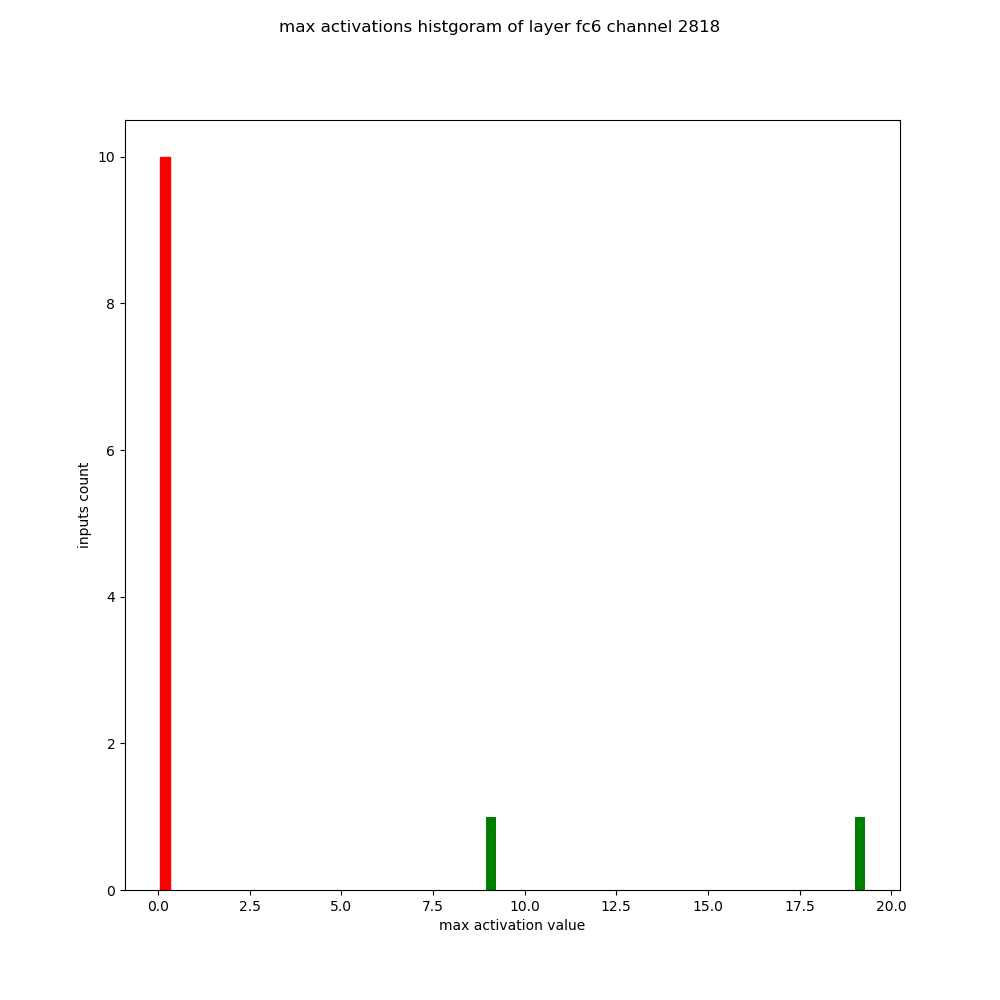 max activations histgoram of layer fc6 channel 2818
10
8
6
4
2
0
inputs count
0.0 2.5 5.0 7.5 10.0 12.5 15.0 17.5 20.0
max activation value